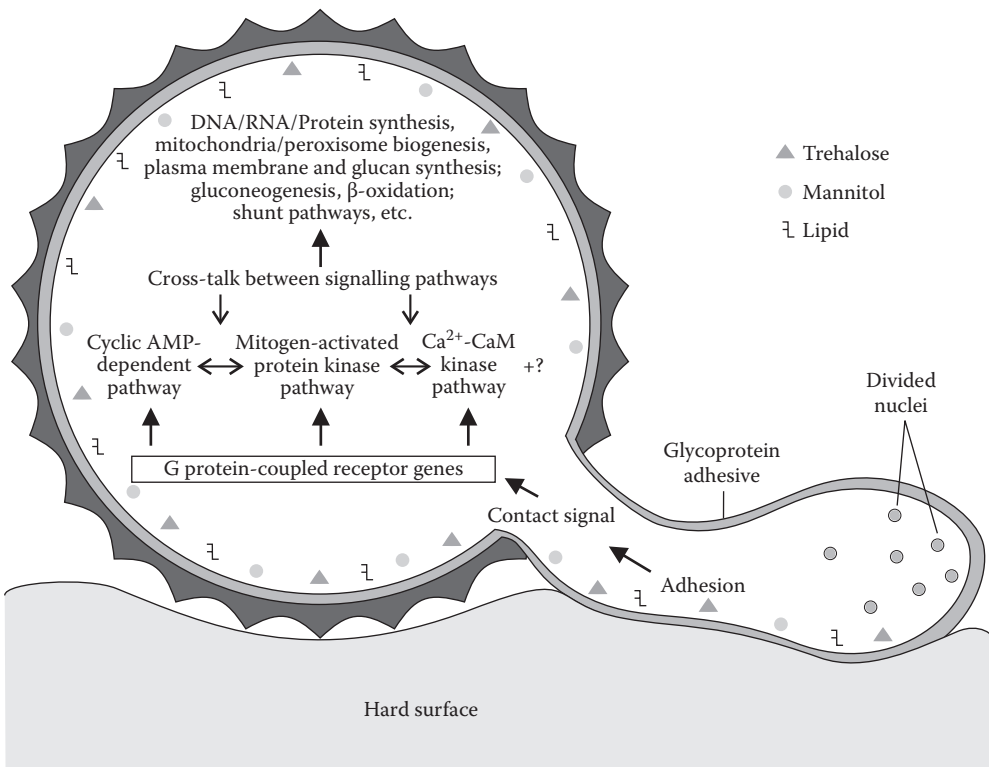 DNA/RNA/Protein synthesis,
mitochondria/peroxisome biogenesis,
plasma membrane and glucan synthesis;
gluconeogenesis, β-oxidation;
shunt pathways, etc.
Cross-talk between signalling pathways
Cyclic AMP-
dependent
pathway
Mitogen-activated
protein kinase
pathway
Ca²⁺-CaM
kinase
pathway
+?
G protein-coupled receptor genes
Contact signal
Adhesion
Glycoprotein
adhesive
Divided
nuclei
Trehalose
Mannitol
Lipid
Hard surface